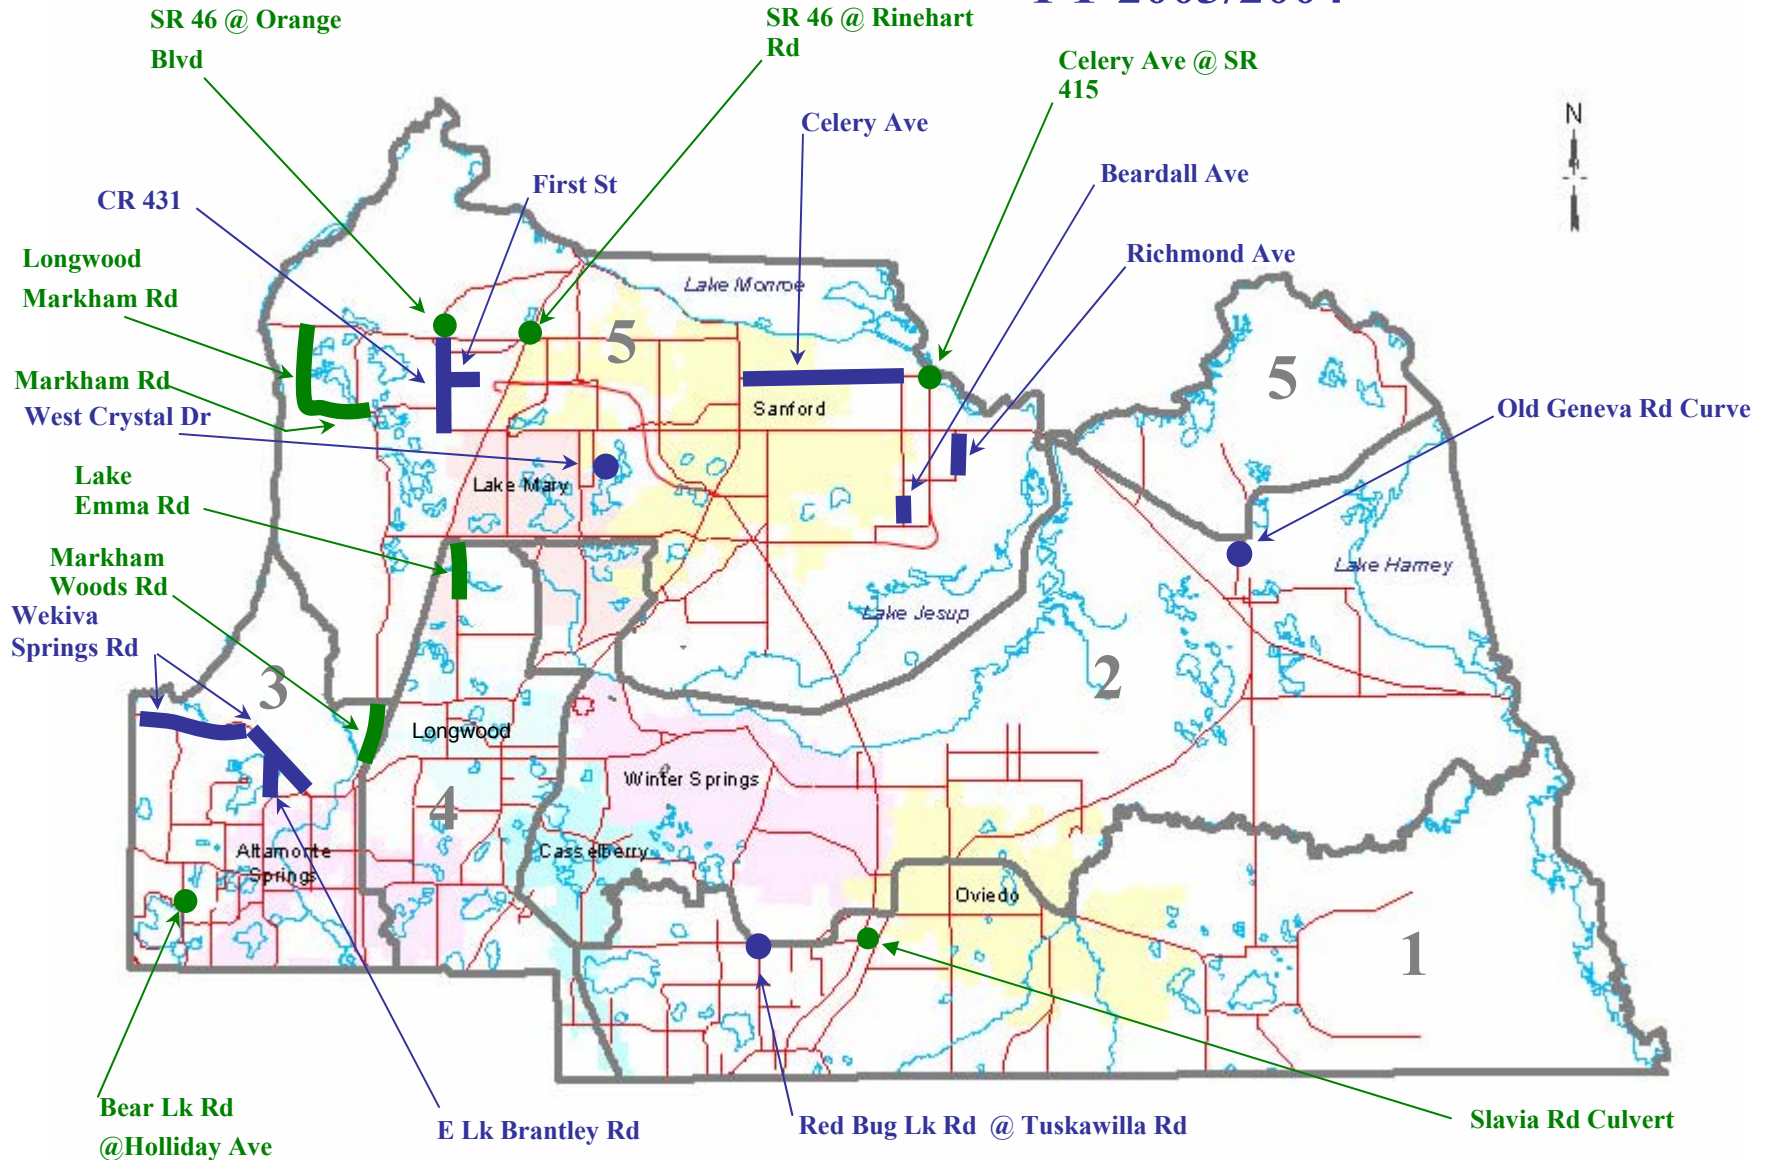 FY 2003/2004
SR 46 @ Orange
Blvd
SR 46 @ Rinehart
Rd
Celery Ave @ SR
415
Celery Ave
N
Beardall Ave
First St
CR 431
Richmond Ave
Longwood
Markham Rd
Lake Monroe
5
5
Markham Rd
West Crystal Dr
Sanford
Old Geneva Rd Curve
Lake
Emma Rd
Lake Mary
Markham
Woods Rd
Lake Harney
Wekiva
Springs Rd
Lake Jesup
3
2
Longwood
Winter Springs
4
Altamonte
Springs
Casselberry
Oviedo
1
Bear Lk Rd
@Holliday Ave
E Lk Brantley Rd
Red Bug Lk Rd @ Tuskawilla Rd
Slavia Rd Culvert